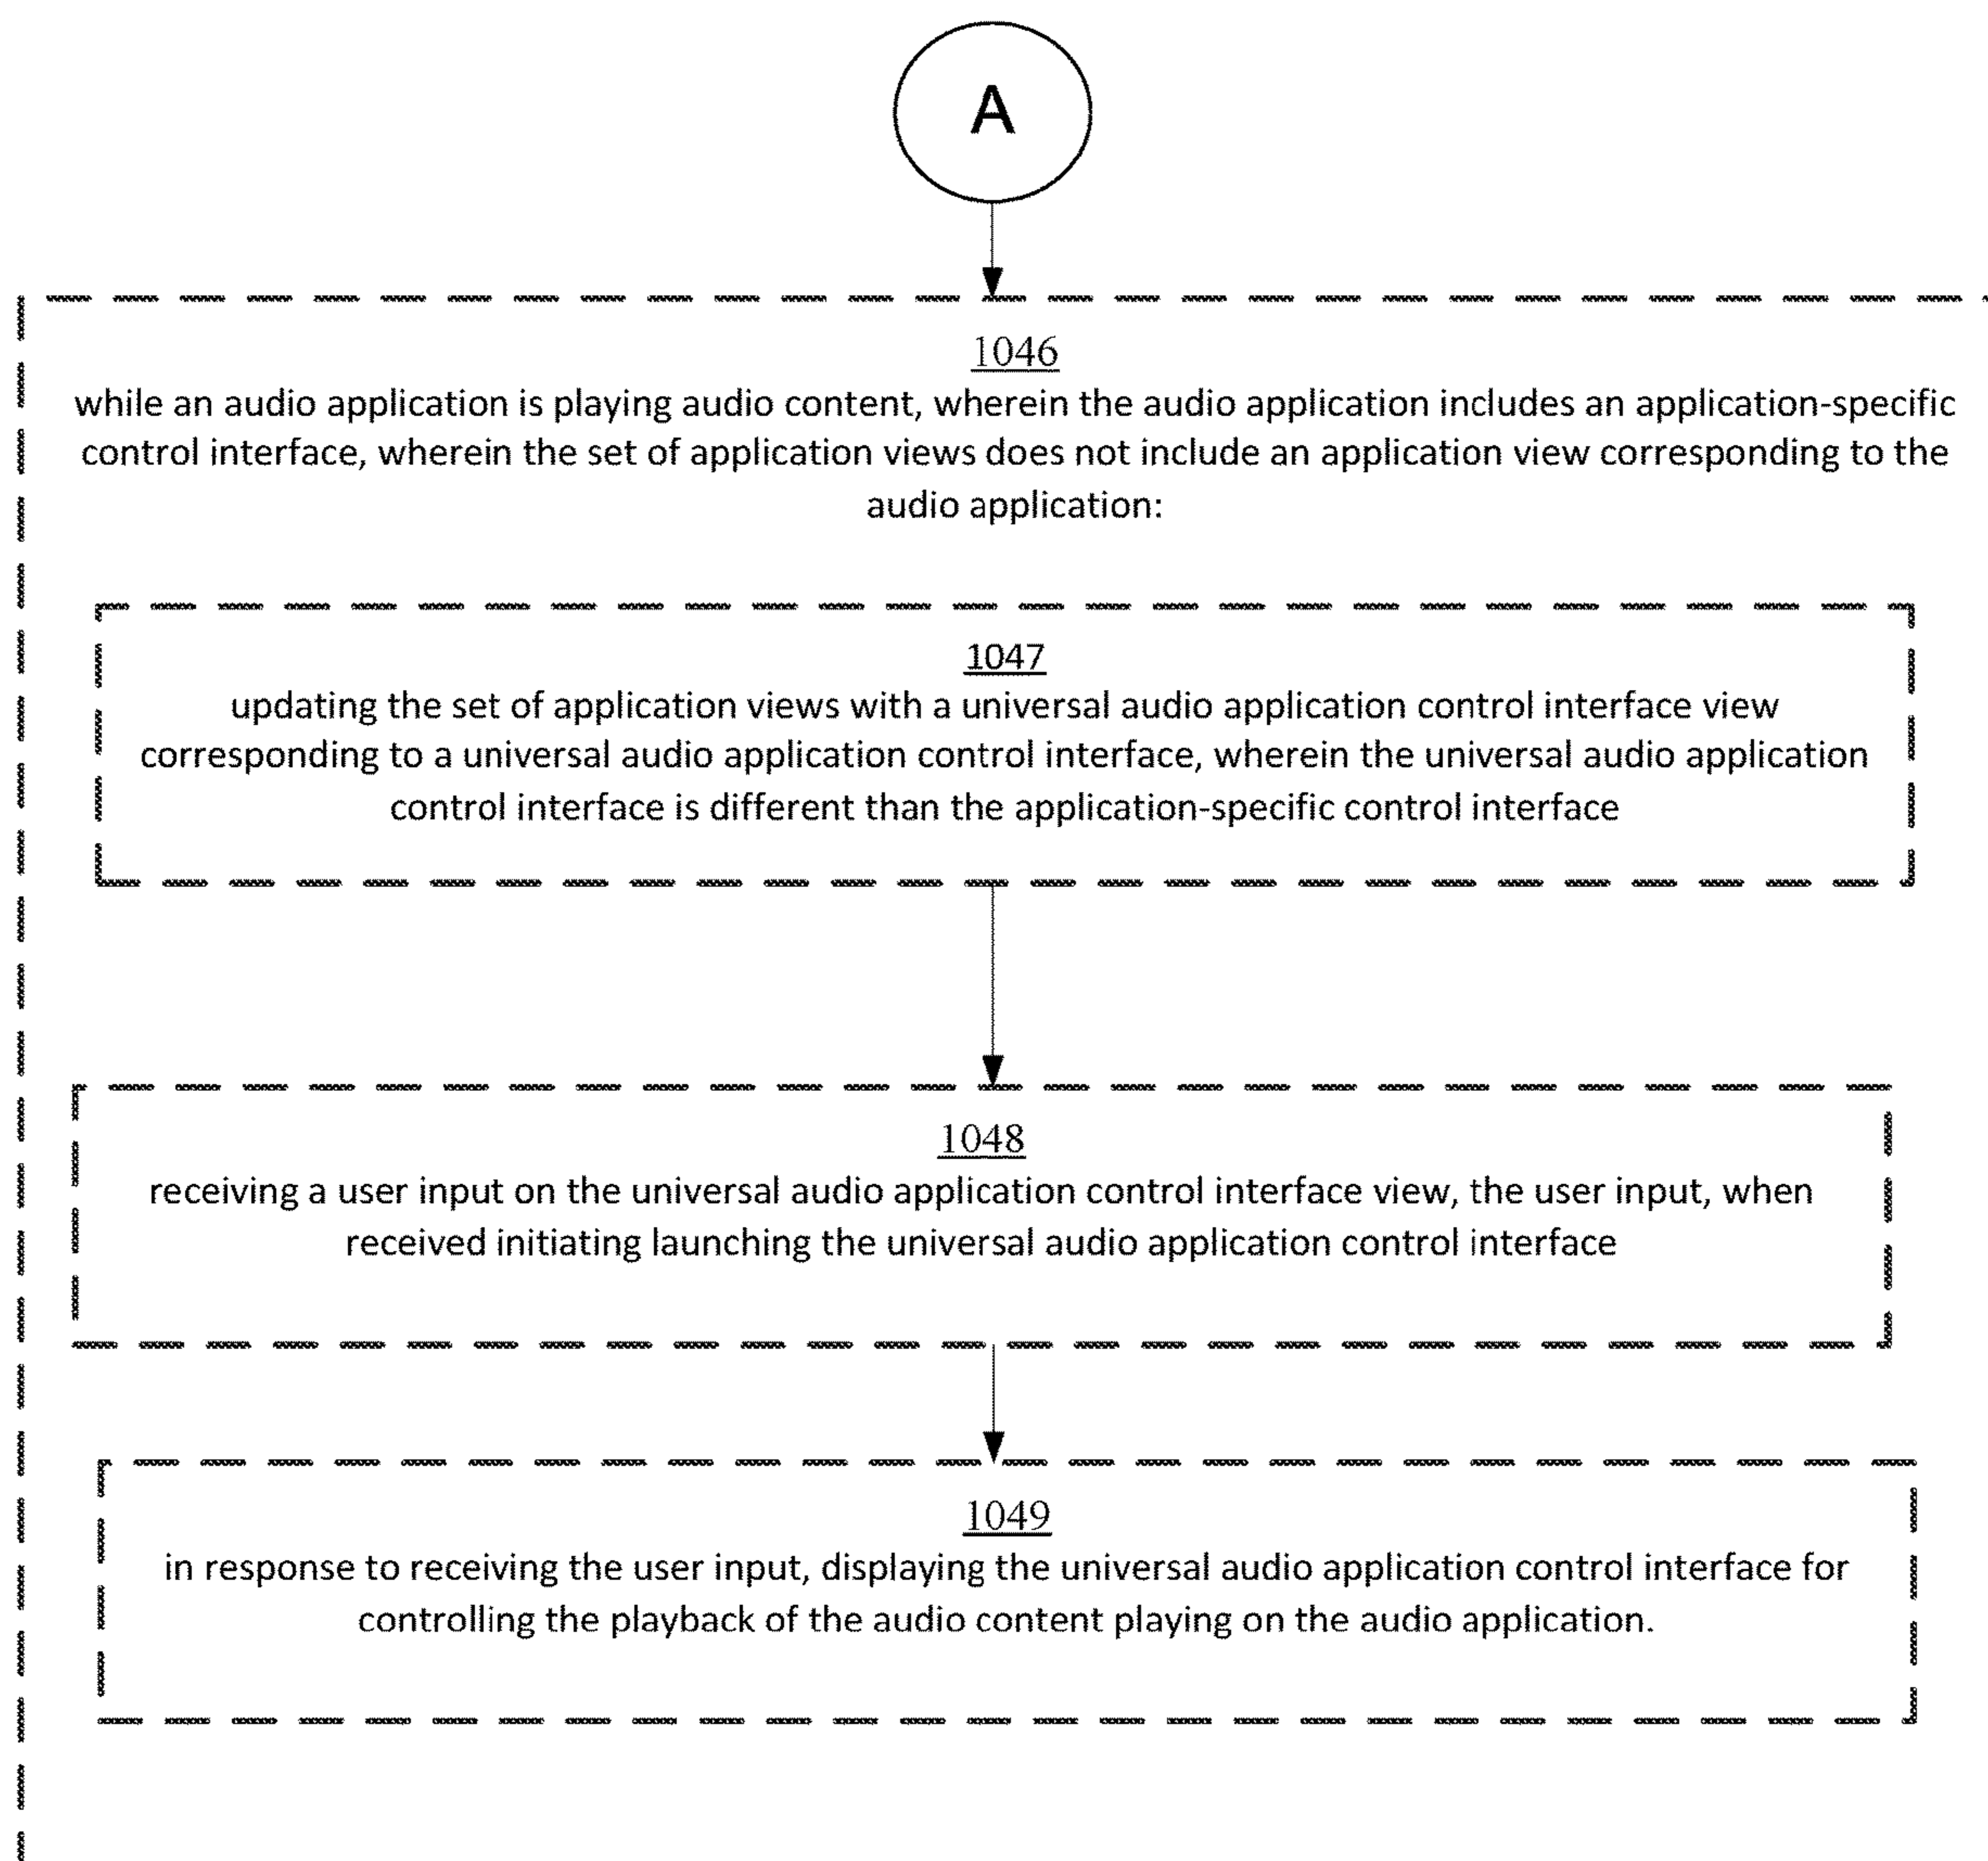 A
1046
while an audio application is playing audio content, wherein the audio application includes an application-specific
control interface, wherein the set of application views does not include an application view corresponding to the
audio application:
1047
updating the set of application views with a universal audio application control interface view
corresponding to a universal audio application control interface, wherein the universal audio application
control interface is different than the application-specific control interface
1048
receiving a user input on the universal audio application control interface view, the user input, when
received initiating launching the universal audio application control interface
1049
in response to receiving the user input, displaying the universal audio application control interface for
controlling the playback of the audio content playing on the audio application.